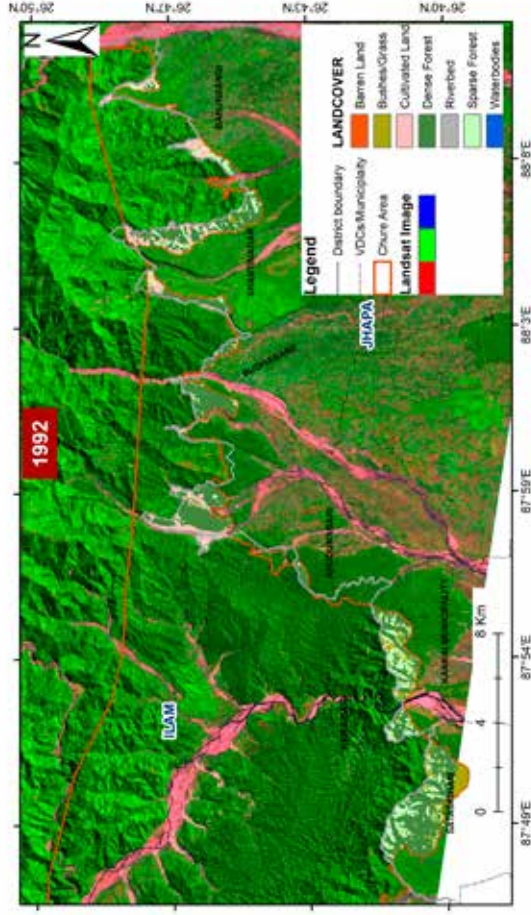 1992
N
ILAM
JHAPA
Legend
District boundary
VDCs/Municiplaity
Chure Area
Landsat Image
LANDCOVER
Barren Land
Bushes/Grass
Cultivated Land
Dense Forest
Riverbed
Sparse Forest
Waterbodies
0 4 8 Km
87°49'E
87°54'E
87°59'E
88°3'E
88°8'E
26°50'N
26°47'N
26°43'N
26°40'N